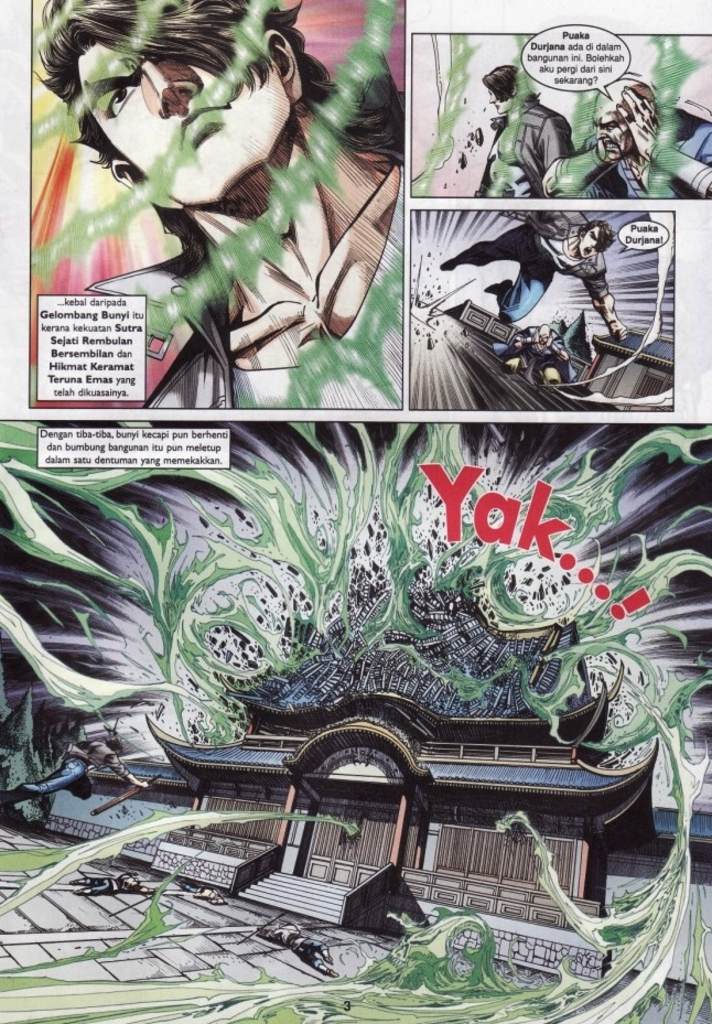 ...kebal daripada
Gelombang Bunyi itu
kerana kekuatan Sutra
Sejati Rembulan
Bersembilan dan
Hikmat Keramat
Teruna Emas yang
telah dikuasainya.
Puaka
Durjana ada di dalam
bangunan ini. Bolehkah
aku pergi dari sini
sekarang?
Puaka
Durjana!
Dengan tiba-tiba, bunyi kecapi pun berhenti
dan bumbung bangunan itu pun meletup
dalam satu dentuman yang memekakkan.
Yak....!
3